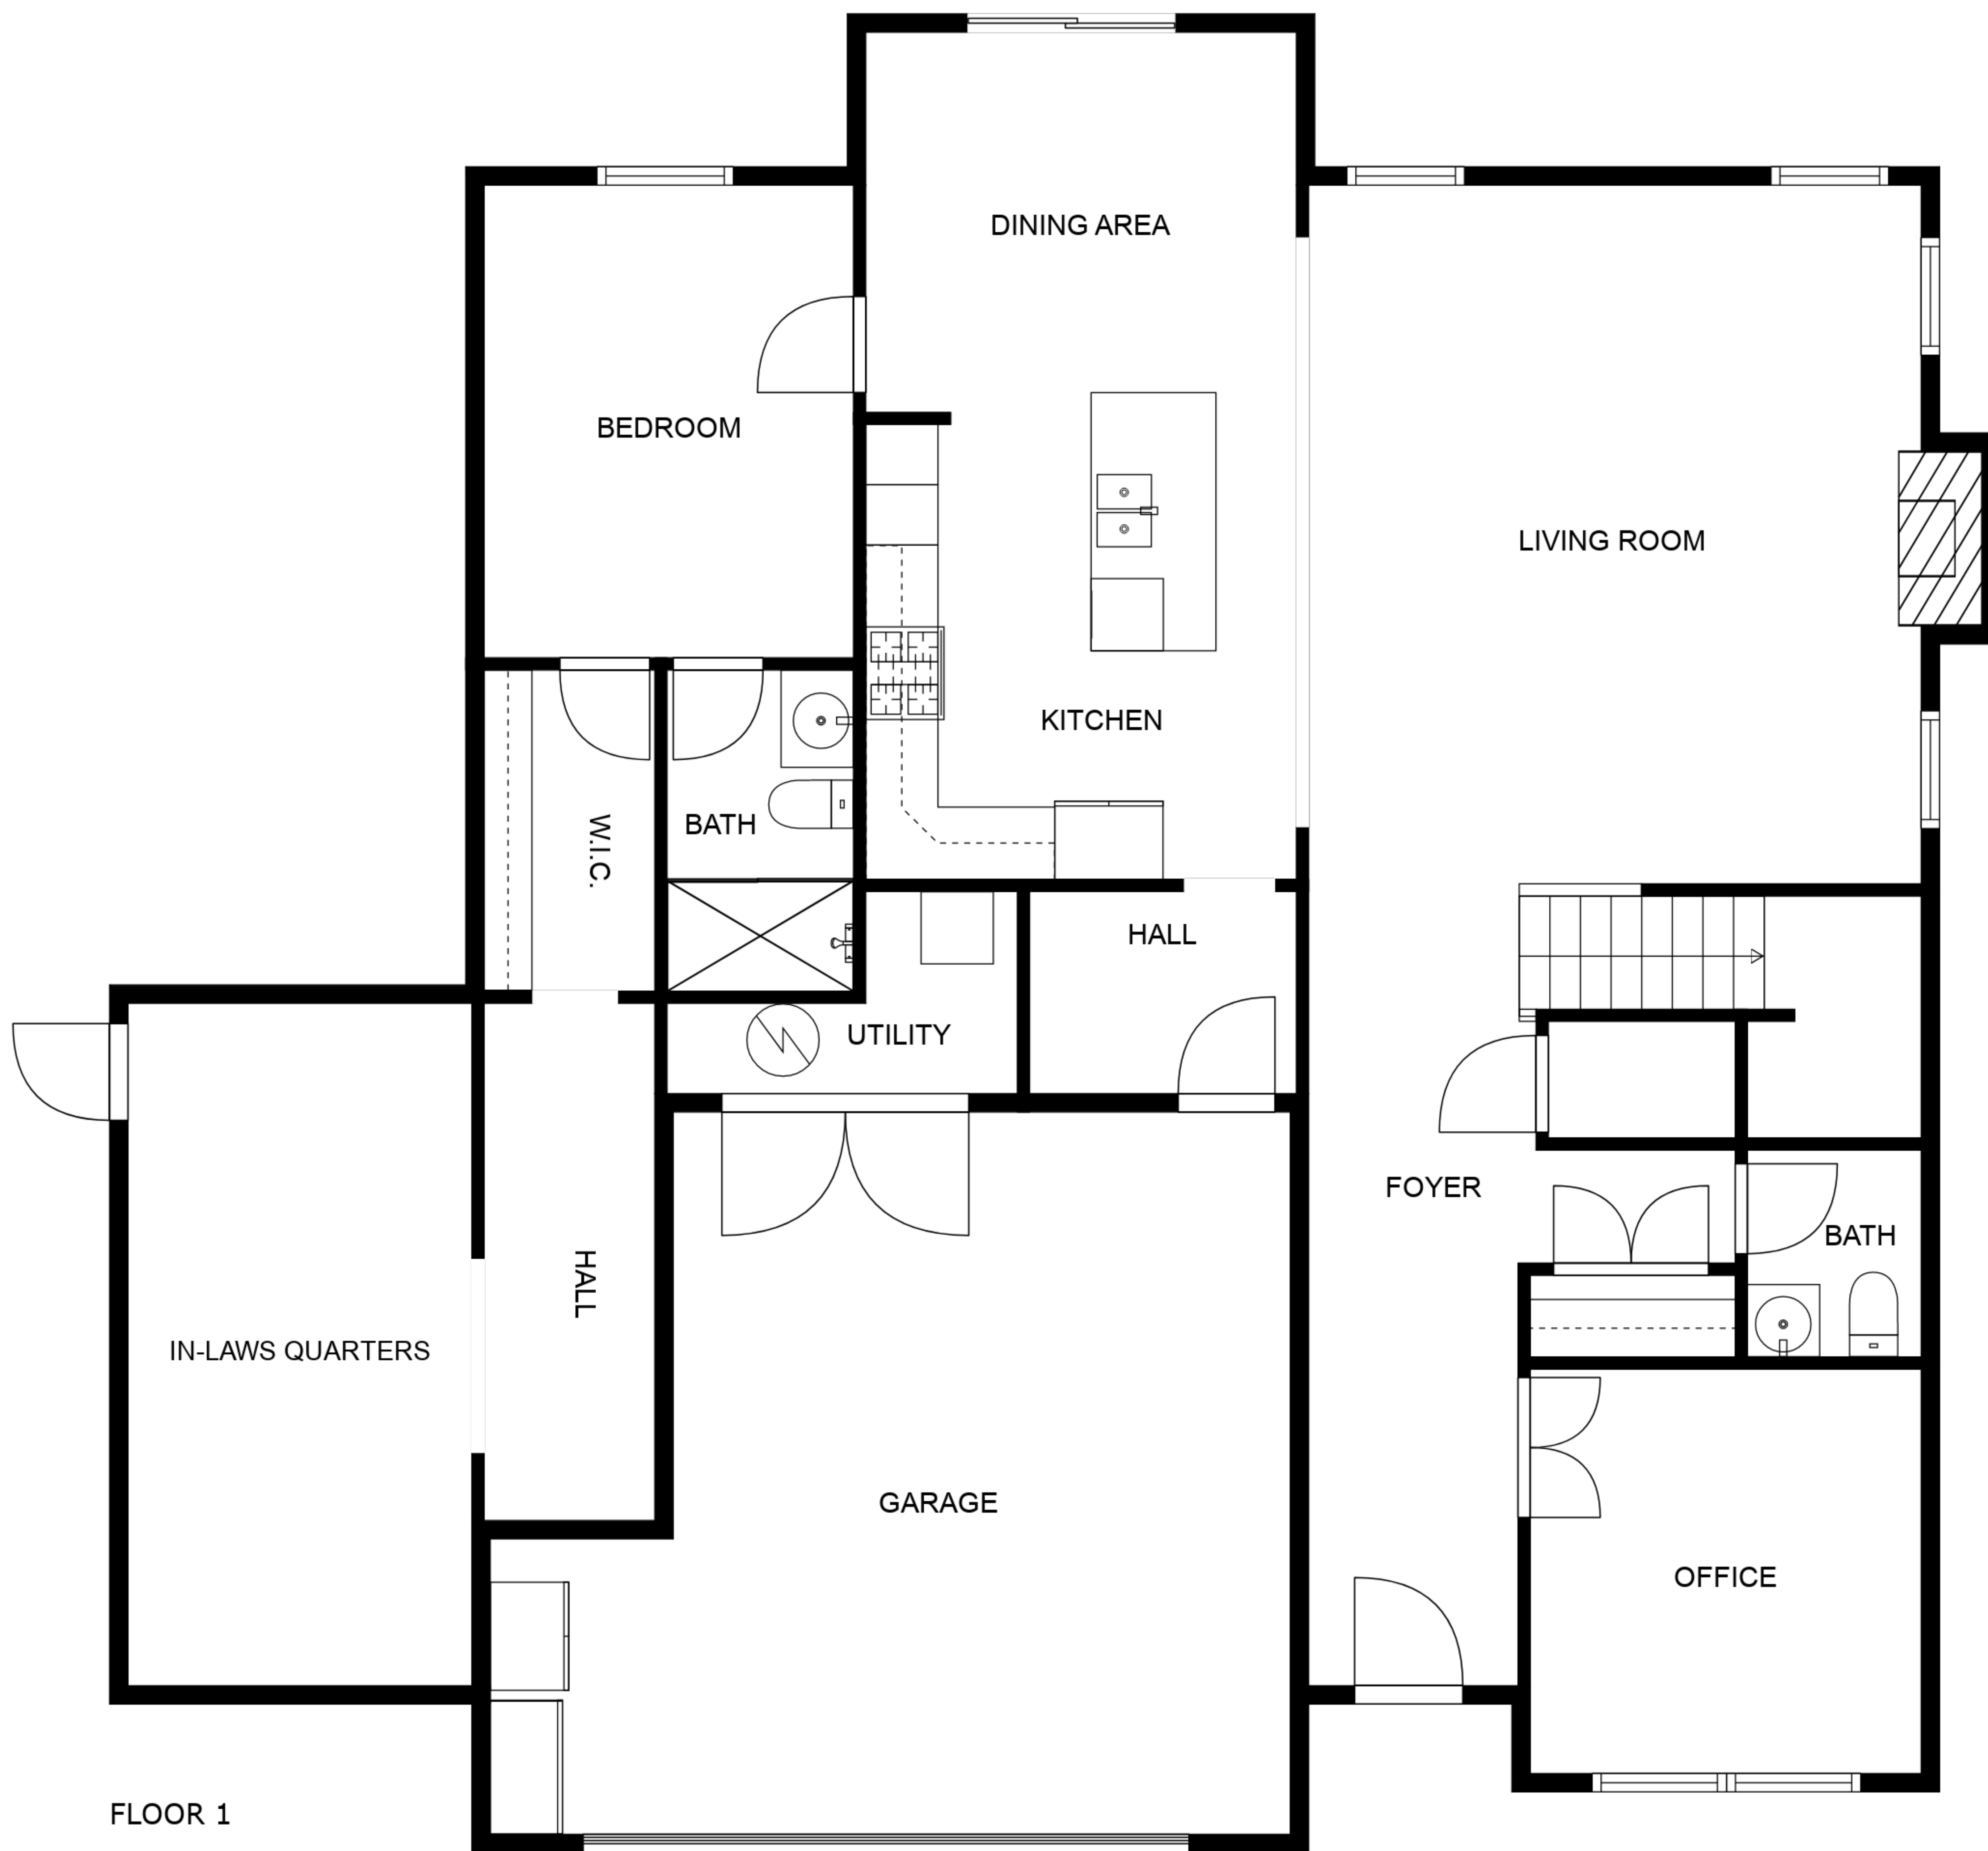 DINING AREA
BEDROOM
LIVING ROOM
KITCHEN
BATH
W.I.C.
HALL
UTILITY
FOYER
BATH
HALL
IN-LAWS QUARTERS
GARAGE
OFFICE
FLOOR 1